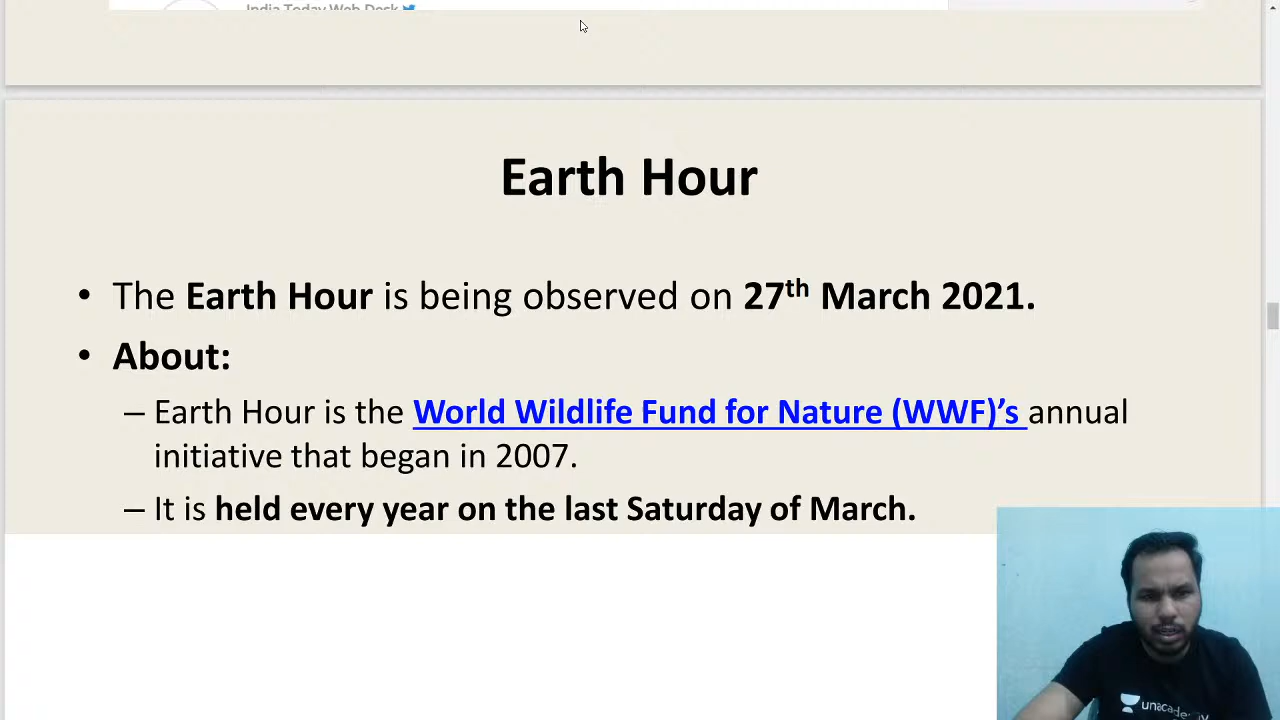 India Today Web Desk
Earth Hour
• The Earth Hour is being observed on 27th March 2021.
• About:
– Earth Hour is the World Wildlife Fund for Nature (WWF)’s annual
initiative that began in 2007.
– It is held every year on the last Saturday of March.
unacademy